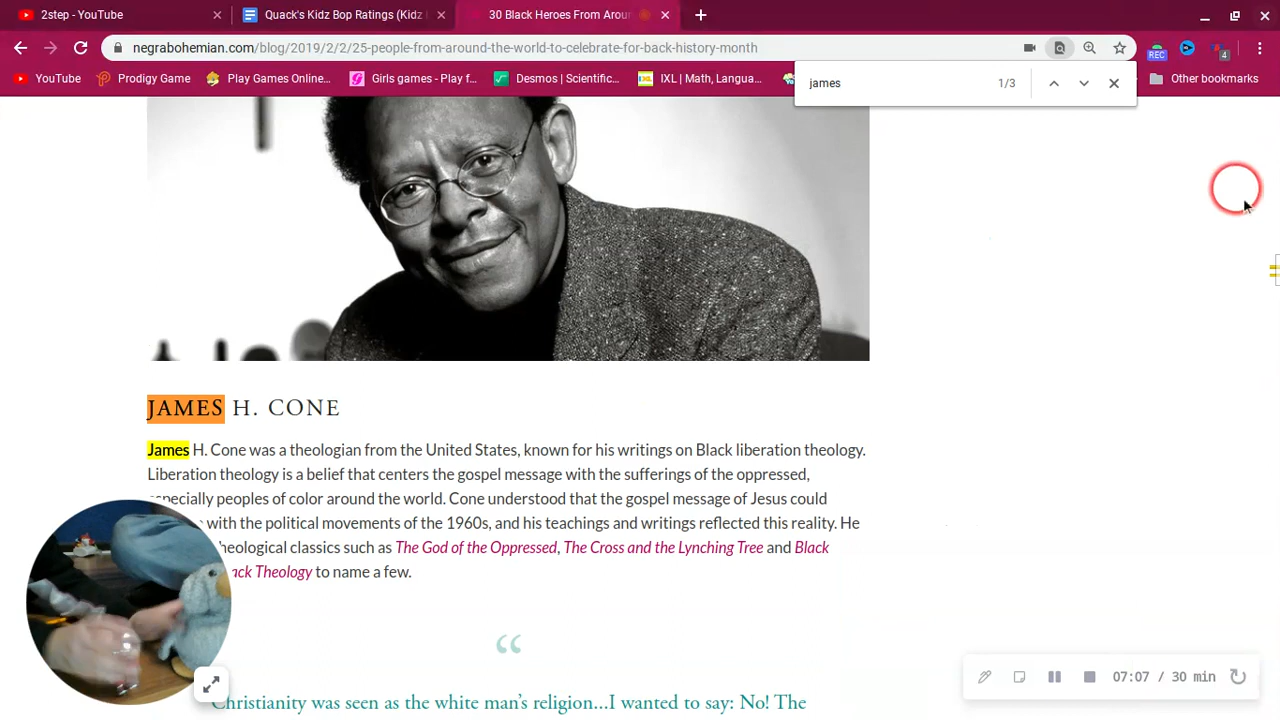 2step - YouTube
Quack's Kidz Bop Ratings (Kidz
30 Black Heroes From Arou
negrabohemian.com/blog/2019/2/2/25-people-from-around-the-world-to-celebrate-for-back-history-month
REC
4
YouTube
Prodigy Game
Play Games Online...
Girls games - Play f...
Desmos | Scientific...
IXL | Math, Langua...
Other bookmarks
james
1/3
JAMES H. CONE
James H. Cone was a theologian from the United States, known for his writings on Black liberation theology.
Liberation theology is a belief that centers the gospel message with the sufferings of the oppressed,
especially peoples of color around the world. Cone understood that the gospel message of Jesus could
with the political movements of the 1960s, and his teachings and writings reflected this reality. He
heological classics such as The God of the Oppressed, The Cross and the Lynching Tree and Black
ack Theology to name a few.
“
Christianity was seen as the white man's religion...I wanted to say: No! The
07:07 / 30 min